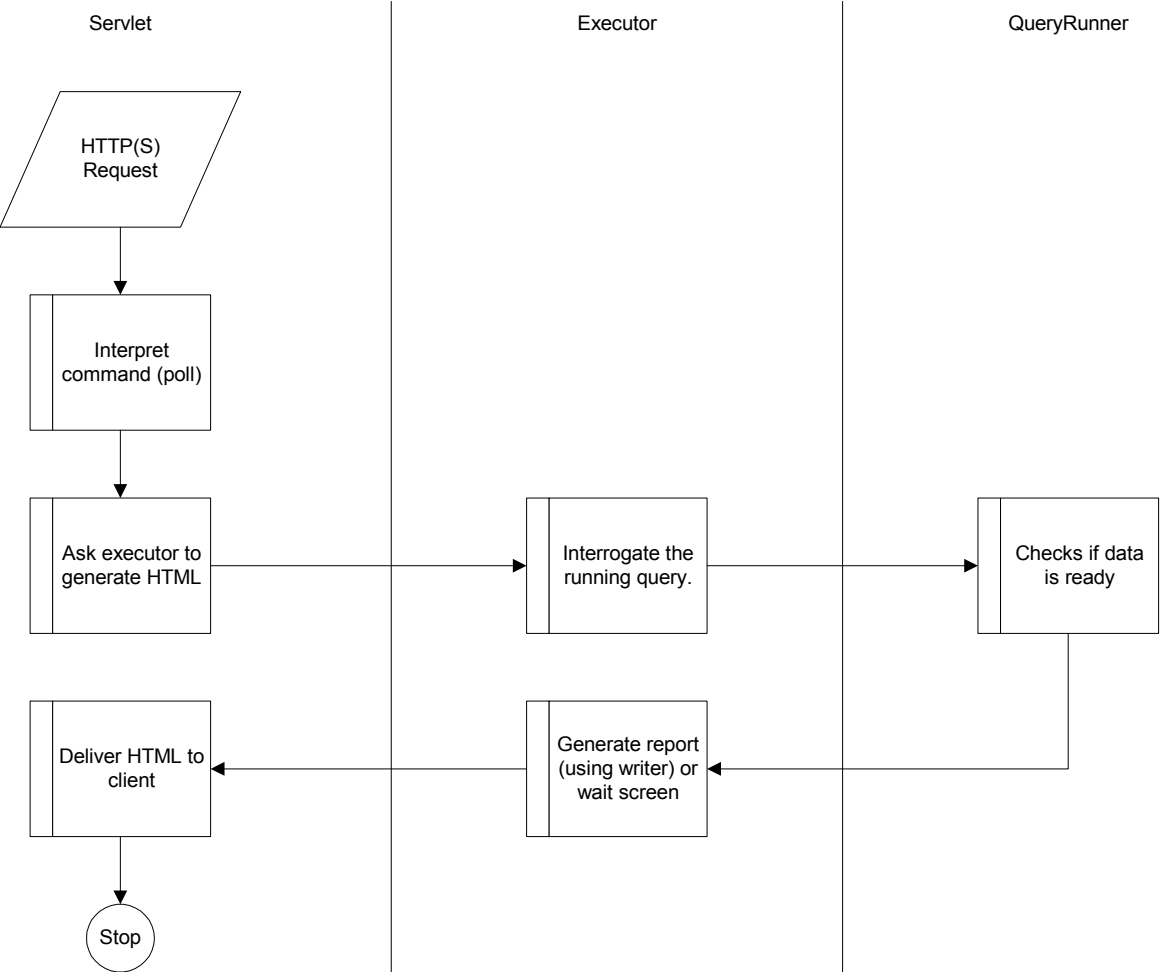 Servlet
Executor
QueryRunner
HTTP(S)
Request
Interpret
command (poll)
Ask executor to
generate HTML
Interrogate the
running query.
Checks if data
is ready
Deliver HTML to
client
Generate report
(using writer) or
wait screen
Stop